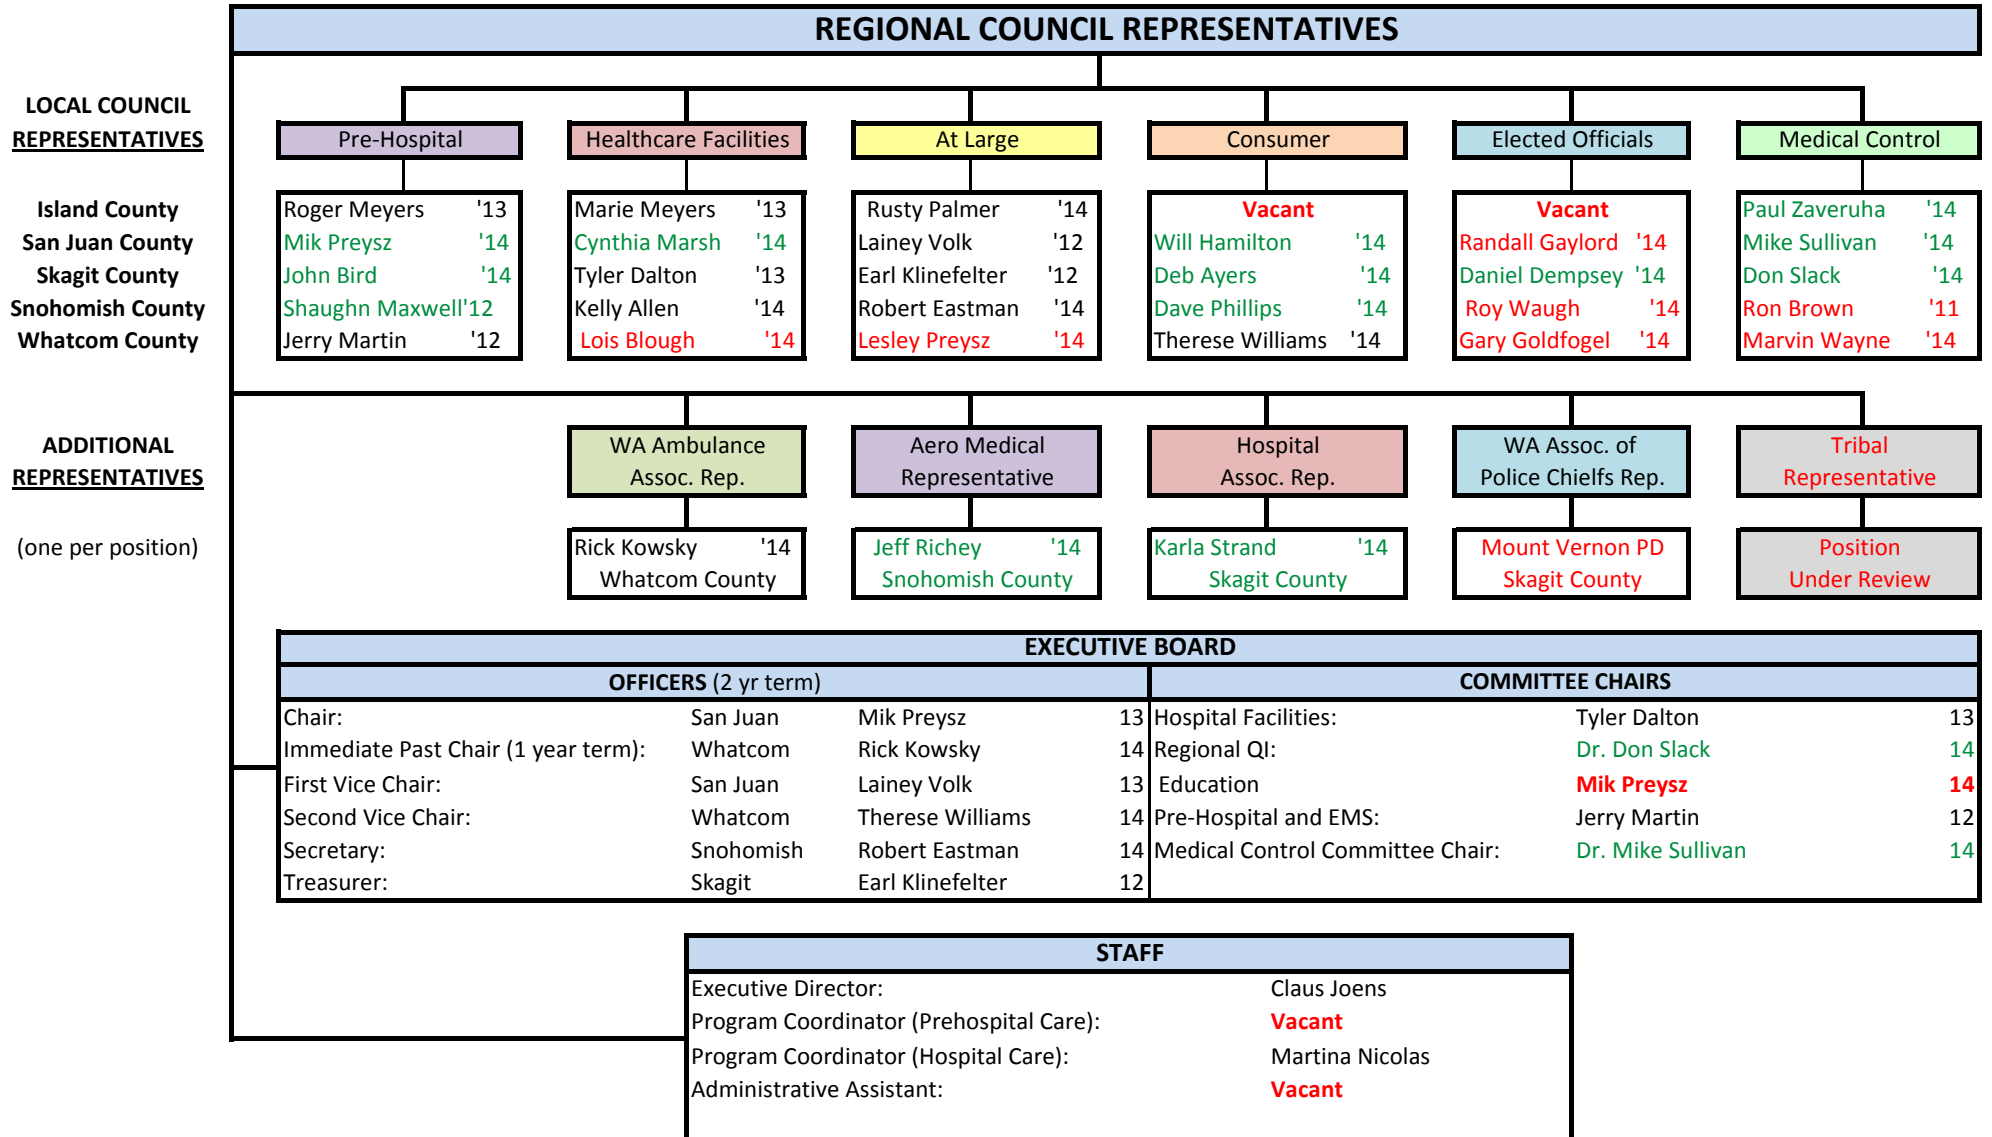 REGIONAL COUNCIL REPRESENTATIVES
LOCAL COUNCIL
REPRESENTATIVES
Pre-Hospital Healthcare Facilities At Large Consumer Elected Officials Medical Control
Island County Roger Meyers '13 Marie Meyers '13 Rusty Palmer '14 Vacant Vacant Paul Zaveruha '14
San Juan County Mik Preysz '14 Cynthia Marsh '14 Lainey Volk '12 Will Hamilton '14 Randall Gaylord '14 Mike Sullivan '14
Skagit County John Bird '14 Tyler Dalton '13 Earl Klinefelter '12 Deb Ayers '14 Daniel Dempsey '14 Don Slack '14
Snohomish County Shaughn Maxwell'12 Kelly Allen '14 Robert Eastman '14 Dave Phillips '14 Roy Waugh '14 Ron Brown '11
Whatcom County Jerry Martin '12 Lois Blough '14 Lesley Preysz '14 Therese Williams '14 Gary Goldfogel '14 Marvin Wayne '14
ADDITIONAL
REPRESENTATIVES
WA Ambulance
Assoc. Rep.
Aero Medical
Representative
Hospital
Assoc. Rep.
WA Assoc. of
Police Chielfs Rep.
Tribal
Representative
(one per position)
Rick Kowsky '14
Whatcom County
Jeff Richey '14
Snohomish County
Karla Strand '14
Skagit County
Mount Vernon PD
Skagit County
Position
Under Review
EXECUTIVE BOARD
OFFICERS (2 yr term)
Chair: San Juan Mik Preysz 13
Immediate Past Chair (1 year term): Whatcom Rick Kowsky 14
First Vice Chair: San Juan Lainey Volk 13
Second Vice Chair: Whatcom Therese Williams 14
Secretary: Snohomish Robert Eastman 14
Treasurer: Skagit Earl Klinefelter 12
COMMITTEE CHAIRS
Hospital Facilities: Tyler Dalton 13
Regional QI: Dr. Don Slack 14
Education Mik Preysz 14
Pre-Hospital and EMS: Jerry Martin 12
Medical Control Committee Chair: Dr. Mike Sullivan 14
STAFF
Executive Director: Claus Joens
Program Coordinator (Prehospital Care): Vacant
Program Coordinator (Hospital Care): Martina Nicolas
Administrative Assistant: Vacant